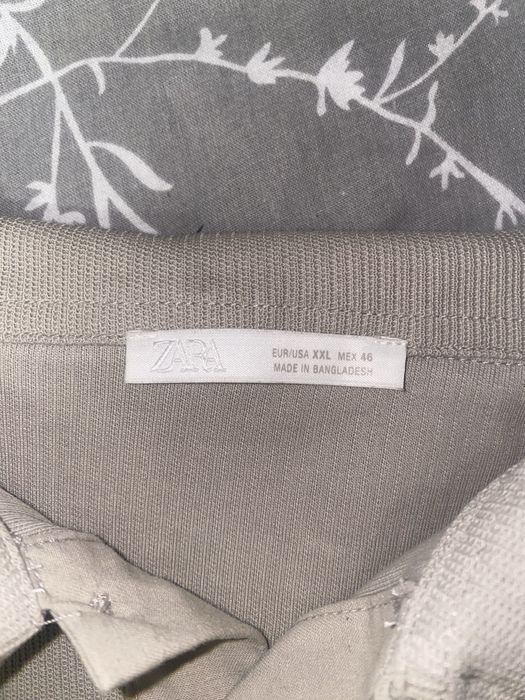 ZARA
EUR/USA XXL MEX 46
MADE IN BANGLADESH